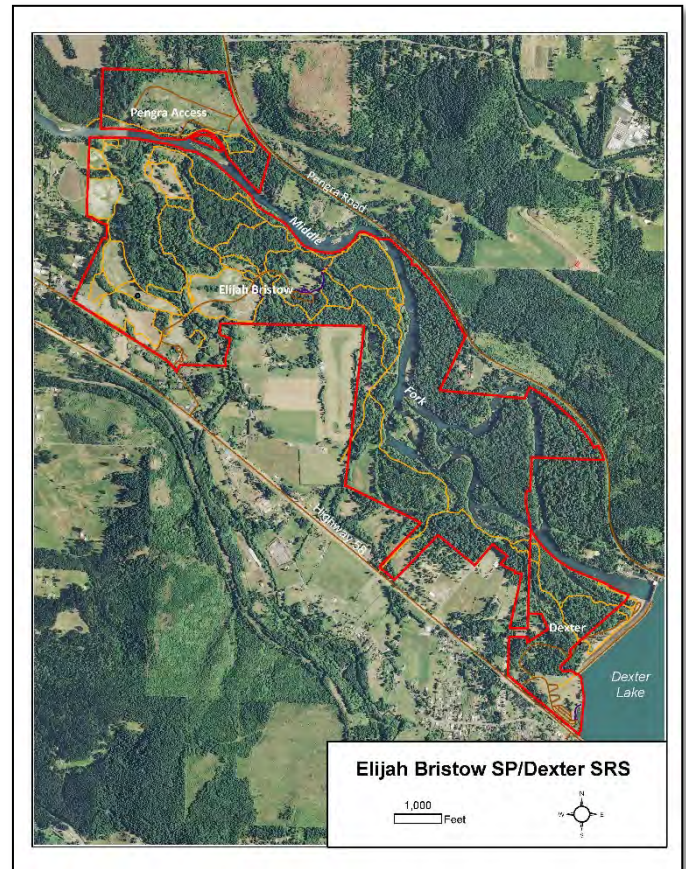 Pengra Access
Pengra Road
Middle
Elijah Bristow
Fork
Highway 58
Dexter
Dexter
Lake
Elijah Bristow SP/Dexter SRS
1,000
Feet
N
W
E
S